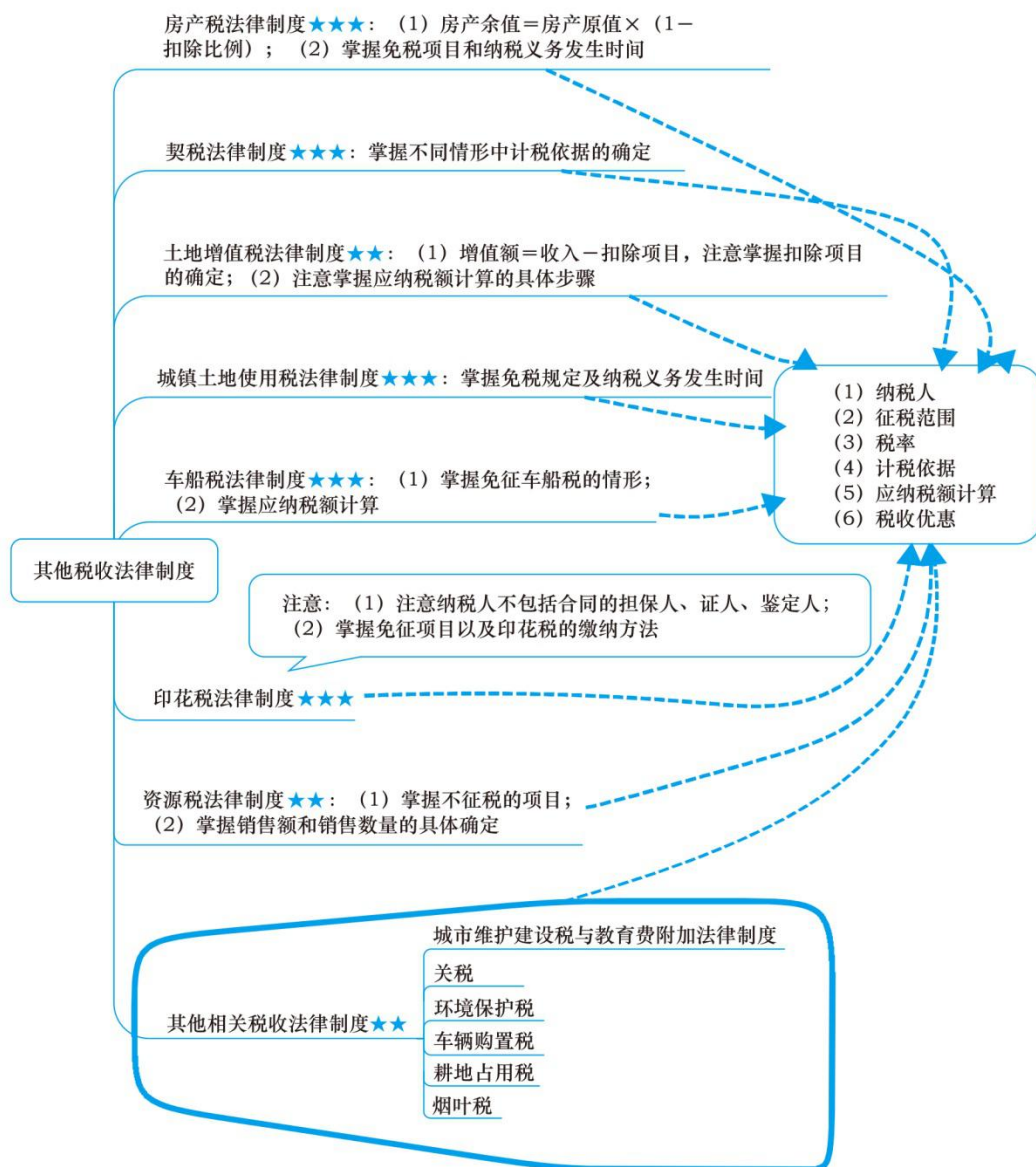 房产税法律制度★★★：（1）房产余值＝房产原值×（1－
扣除比例）；（2）掌握免税项目和纳税义务发生时间
契税法律制度★★★：掌握不同情形中计税依据的确定
土地增值税法律制度★★：（1）增值额＝收入－扣除项目，注意掌握扣除项目
的确定；（2）注意掌握应纳税额计算的具体步骤
城镇土地使用税法律制度★★★：掌握免税规定及纳税义务发生时间
车船税法律制度★★★：（1）掌握免征车船税的情形；
（2）掌握应纳税额计算
（1）纳税人
（2）征税范围
（3）税率
（4）计税依据
（5）应纳税额计算
（6）税收优惠
其他税收法律制度
注意：（1）注意纳税人不包括合同的担保人、证人、鉴定人；
（2）掌握免征项目以及印花税的缴纳方法
印花税法律制度★★★
资源税法律制度★★：（1）掌握不征税的项目；
（2）掌握销售额和销售数量的具体确定
其他相关税收法律制度★★
城市维护建设税与教育费附加法律制度
关税
环境保护税
车辆购置税
耕地占用税
烟叶税